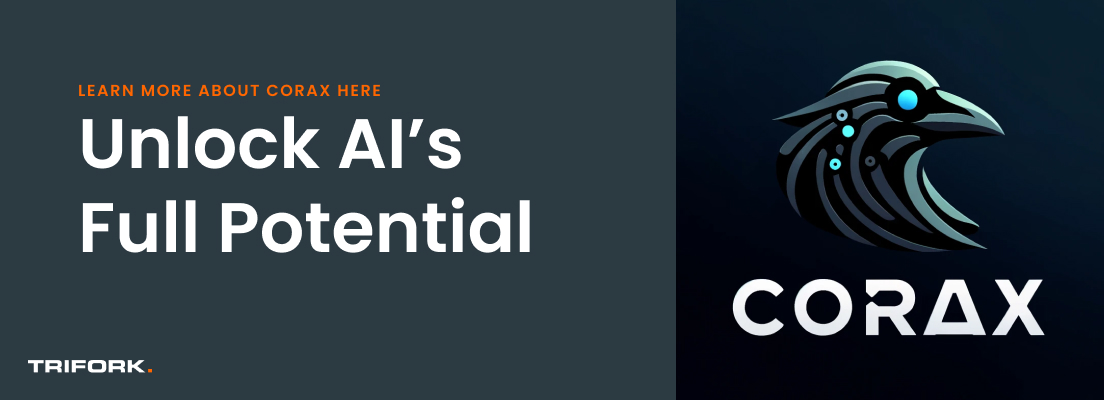 LEARN MORE ABOUT CORAX HERE
Unlock AI’s
Full Potential
TRIFORK.
CORAX